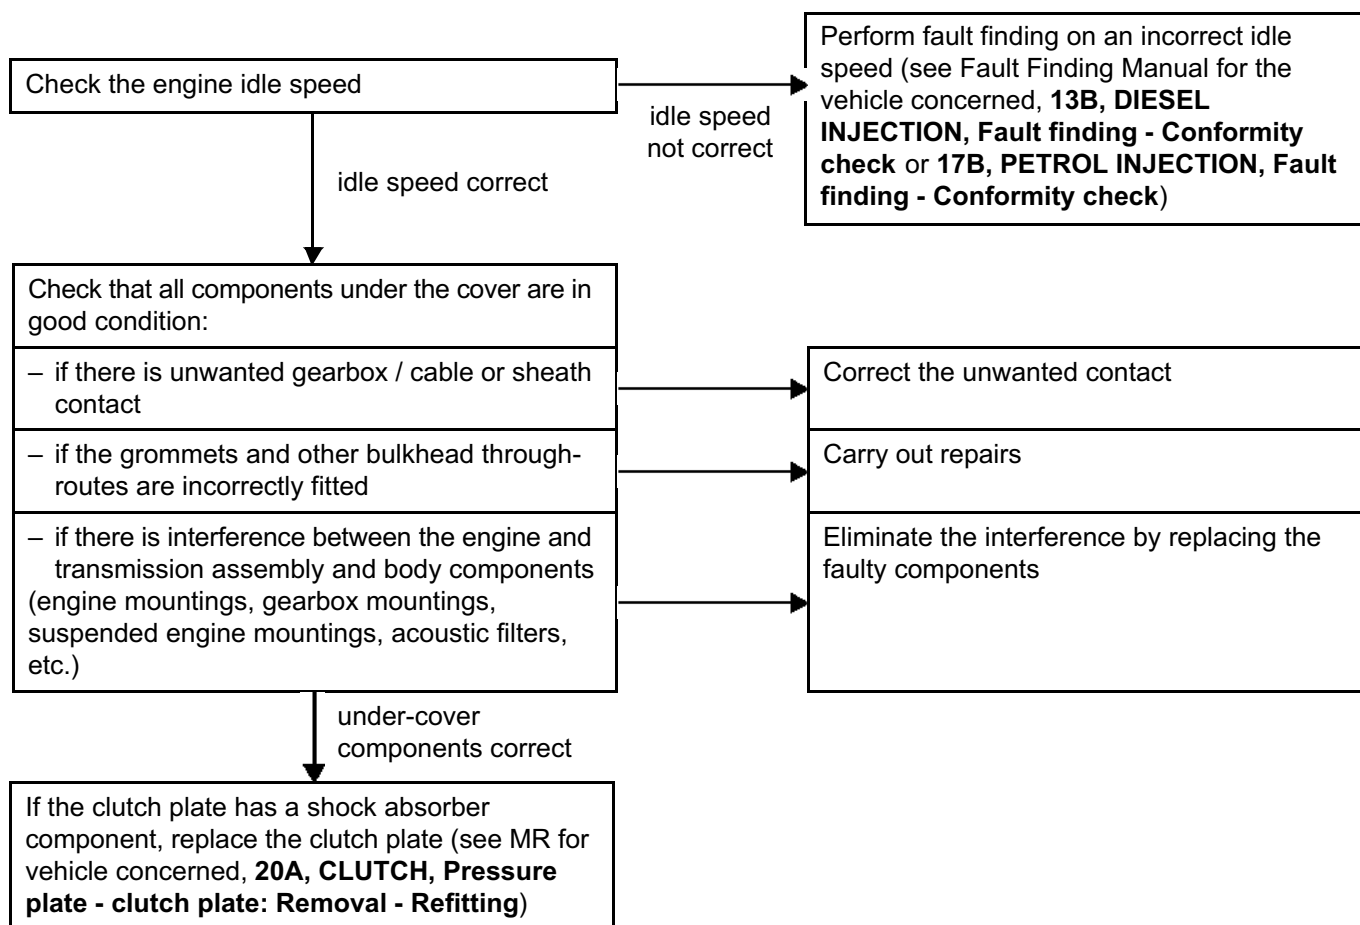 Check the engine idle speed
idle speed
not correct
Perform fault finding on an incorrect idle
speed (see Fault Finding Manual for the
vehicle concerned, 13B, DIESEL
INJECTION, Fault finding - Conformity
check or 17B, PETROL INJECTION, Fault
finding - Conformity check)
idle speed correct
Check that all components under the cover are in
good condition:
– if there is unwanted gearbox / cable or sheath
contact
Correct the unwanted contact
– if the grommets and other bulkhead through-
routes are incorrectly fitted
Carry out repairs
– if there is interference between the engine and
transmission assembly and body components
(engine mountings, gearbox mountings,
suspended engine mountings, acoustic filters,
etc.)
Eliminate the interference by replacing the
faulty components
under-cover
components correct
If the clutch plate has a shock absorber
component, replace the clutch plate (see MR for
vehicle concerned, 20A, CLUTCH, Pressure
plate - clutch plate: Removal - Refitting)